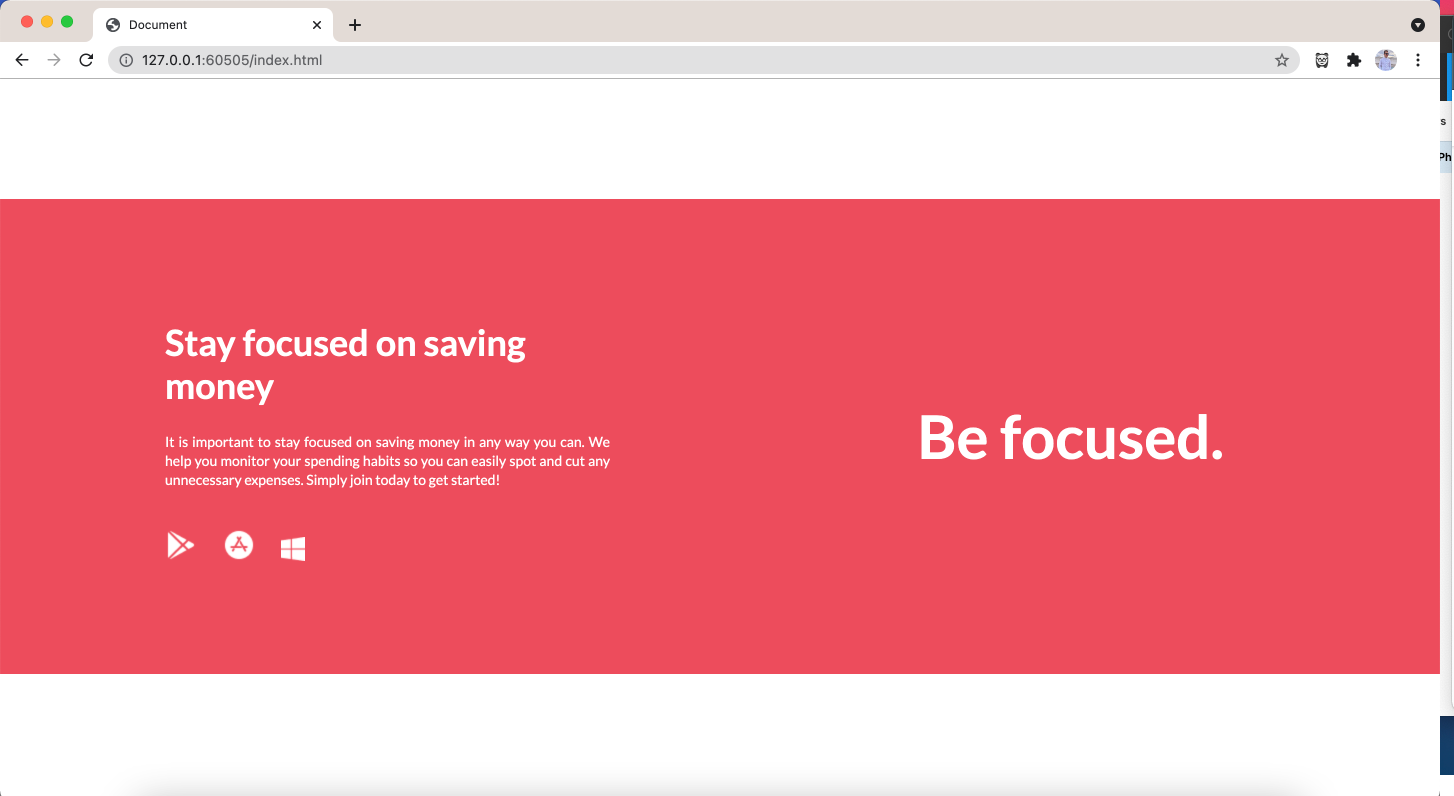 Document
127.0.0.1:60505/index.html
s
Ph
Stay focused on saving
money
It is important to stay focused on saving money in any way you can. We
help you monitor your spending habits so you can easily spot and cut any
unnecessary expenses. Simply join today to get started!
Be focused.